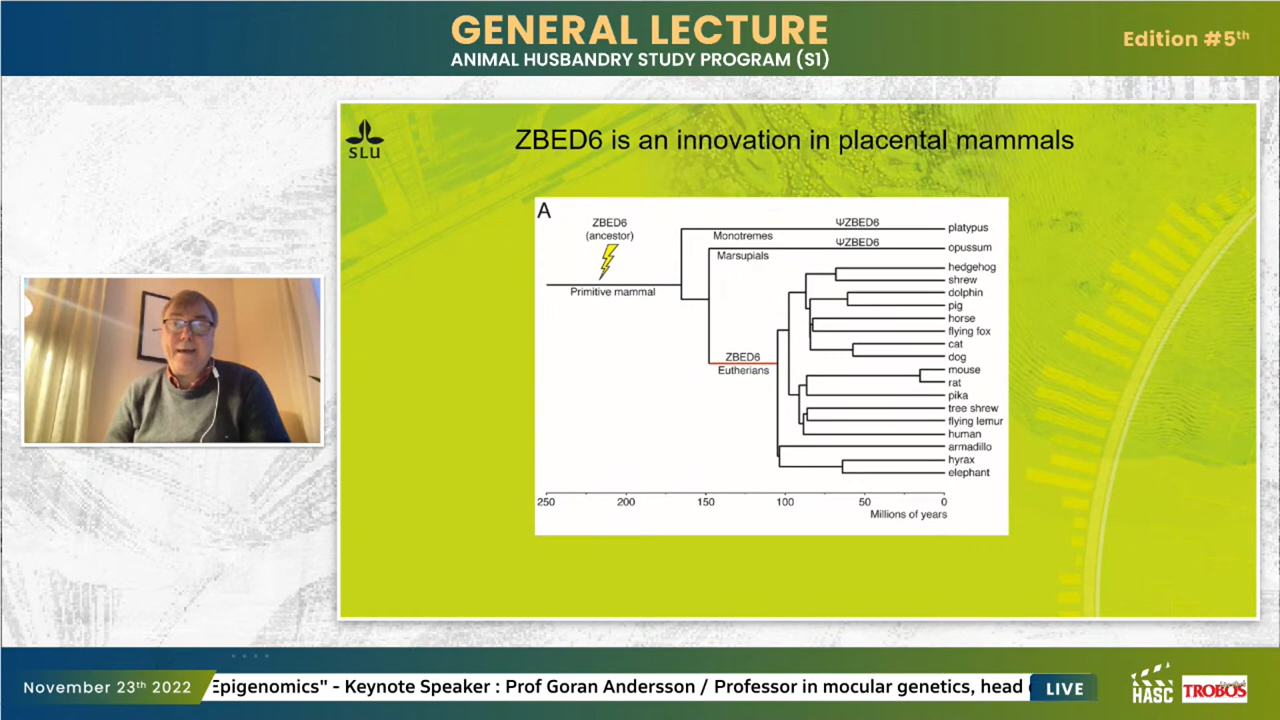 GENERAL LECTURE
ANIMAL HUSBANDRY STUDY PROGRAM (S1)
Edition #5th
SLU
ZBED6 is an innovation in placental mammals
A
ZBED6
(ancestor)
Primitive mammal
Monotremes
ΨZBED6
platypus
Marsupials
ΨZBED6
opussum
ZBED6
Eutherians
hedgehog
shrew
dolphin
pig
horse
flying fox
cat
dog
mouse
rat
pika
tree shrew
flying lemur
human
armadillo
hyrax
elephant
250 200 150 100 50 0
Millions of years
November 23th 2022
Epigenomics" - Keynote Speaker : Prof Goran Andersson / Professor in mocular genetics, head
LIVE
HASC
TROBOS